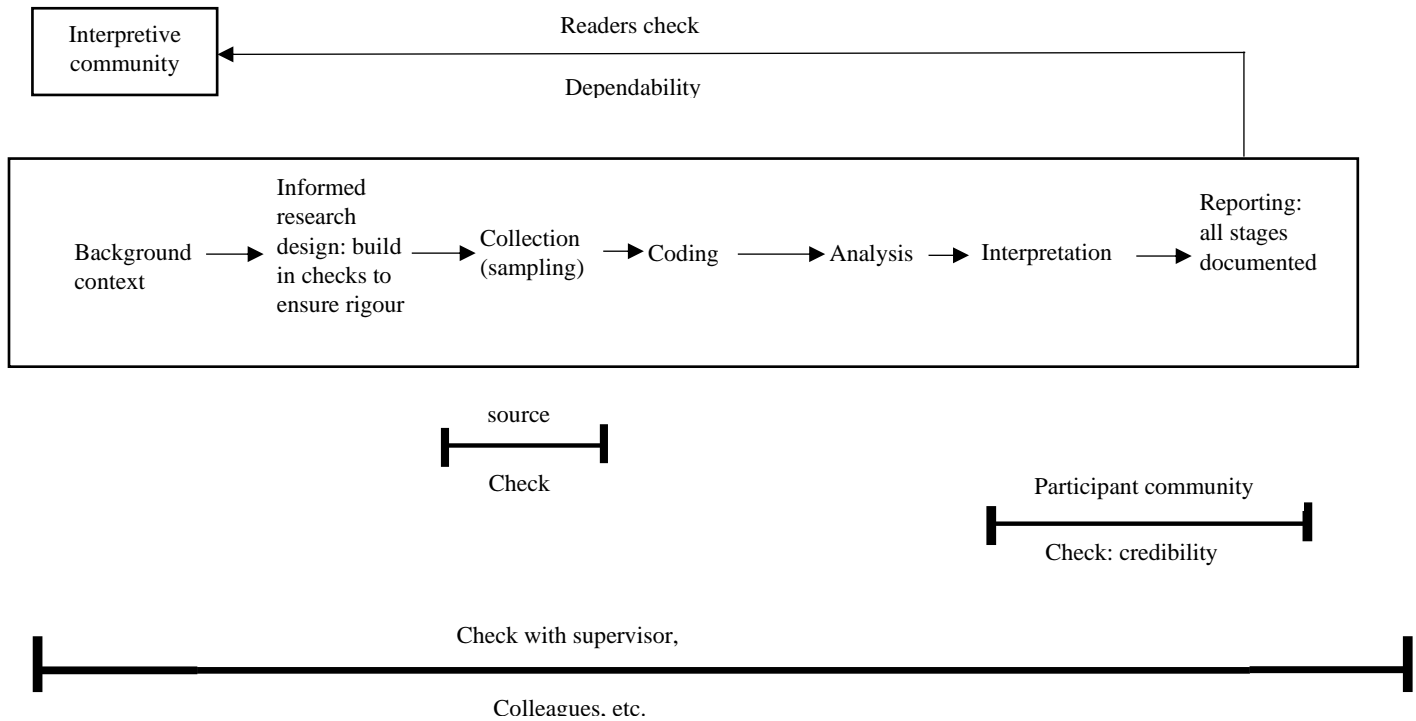 Interpretive
community
Readers check
Dependability
Background
context
Informed
research
design: build
in checks to
ensure rigour
Collection
(sampling)
Coding
Analysis
Interpretation
Reporting:
all stages
documented
source
Check
Participant community
Check: credibility
Check with supervisor,
Colleagues, etc.